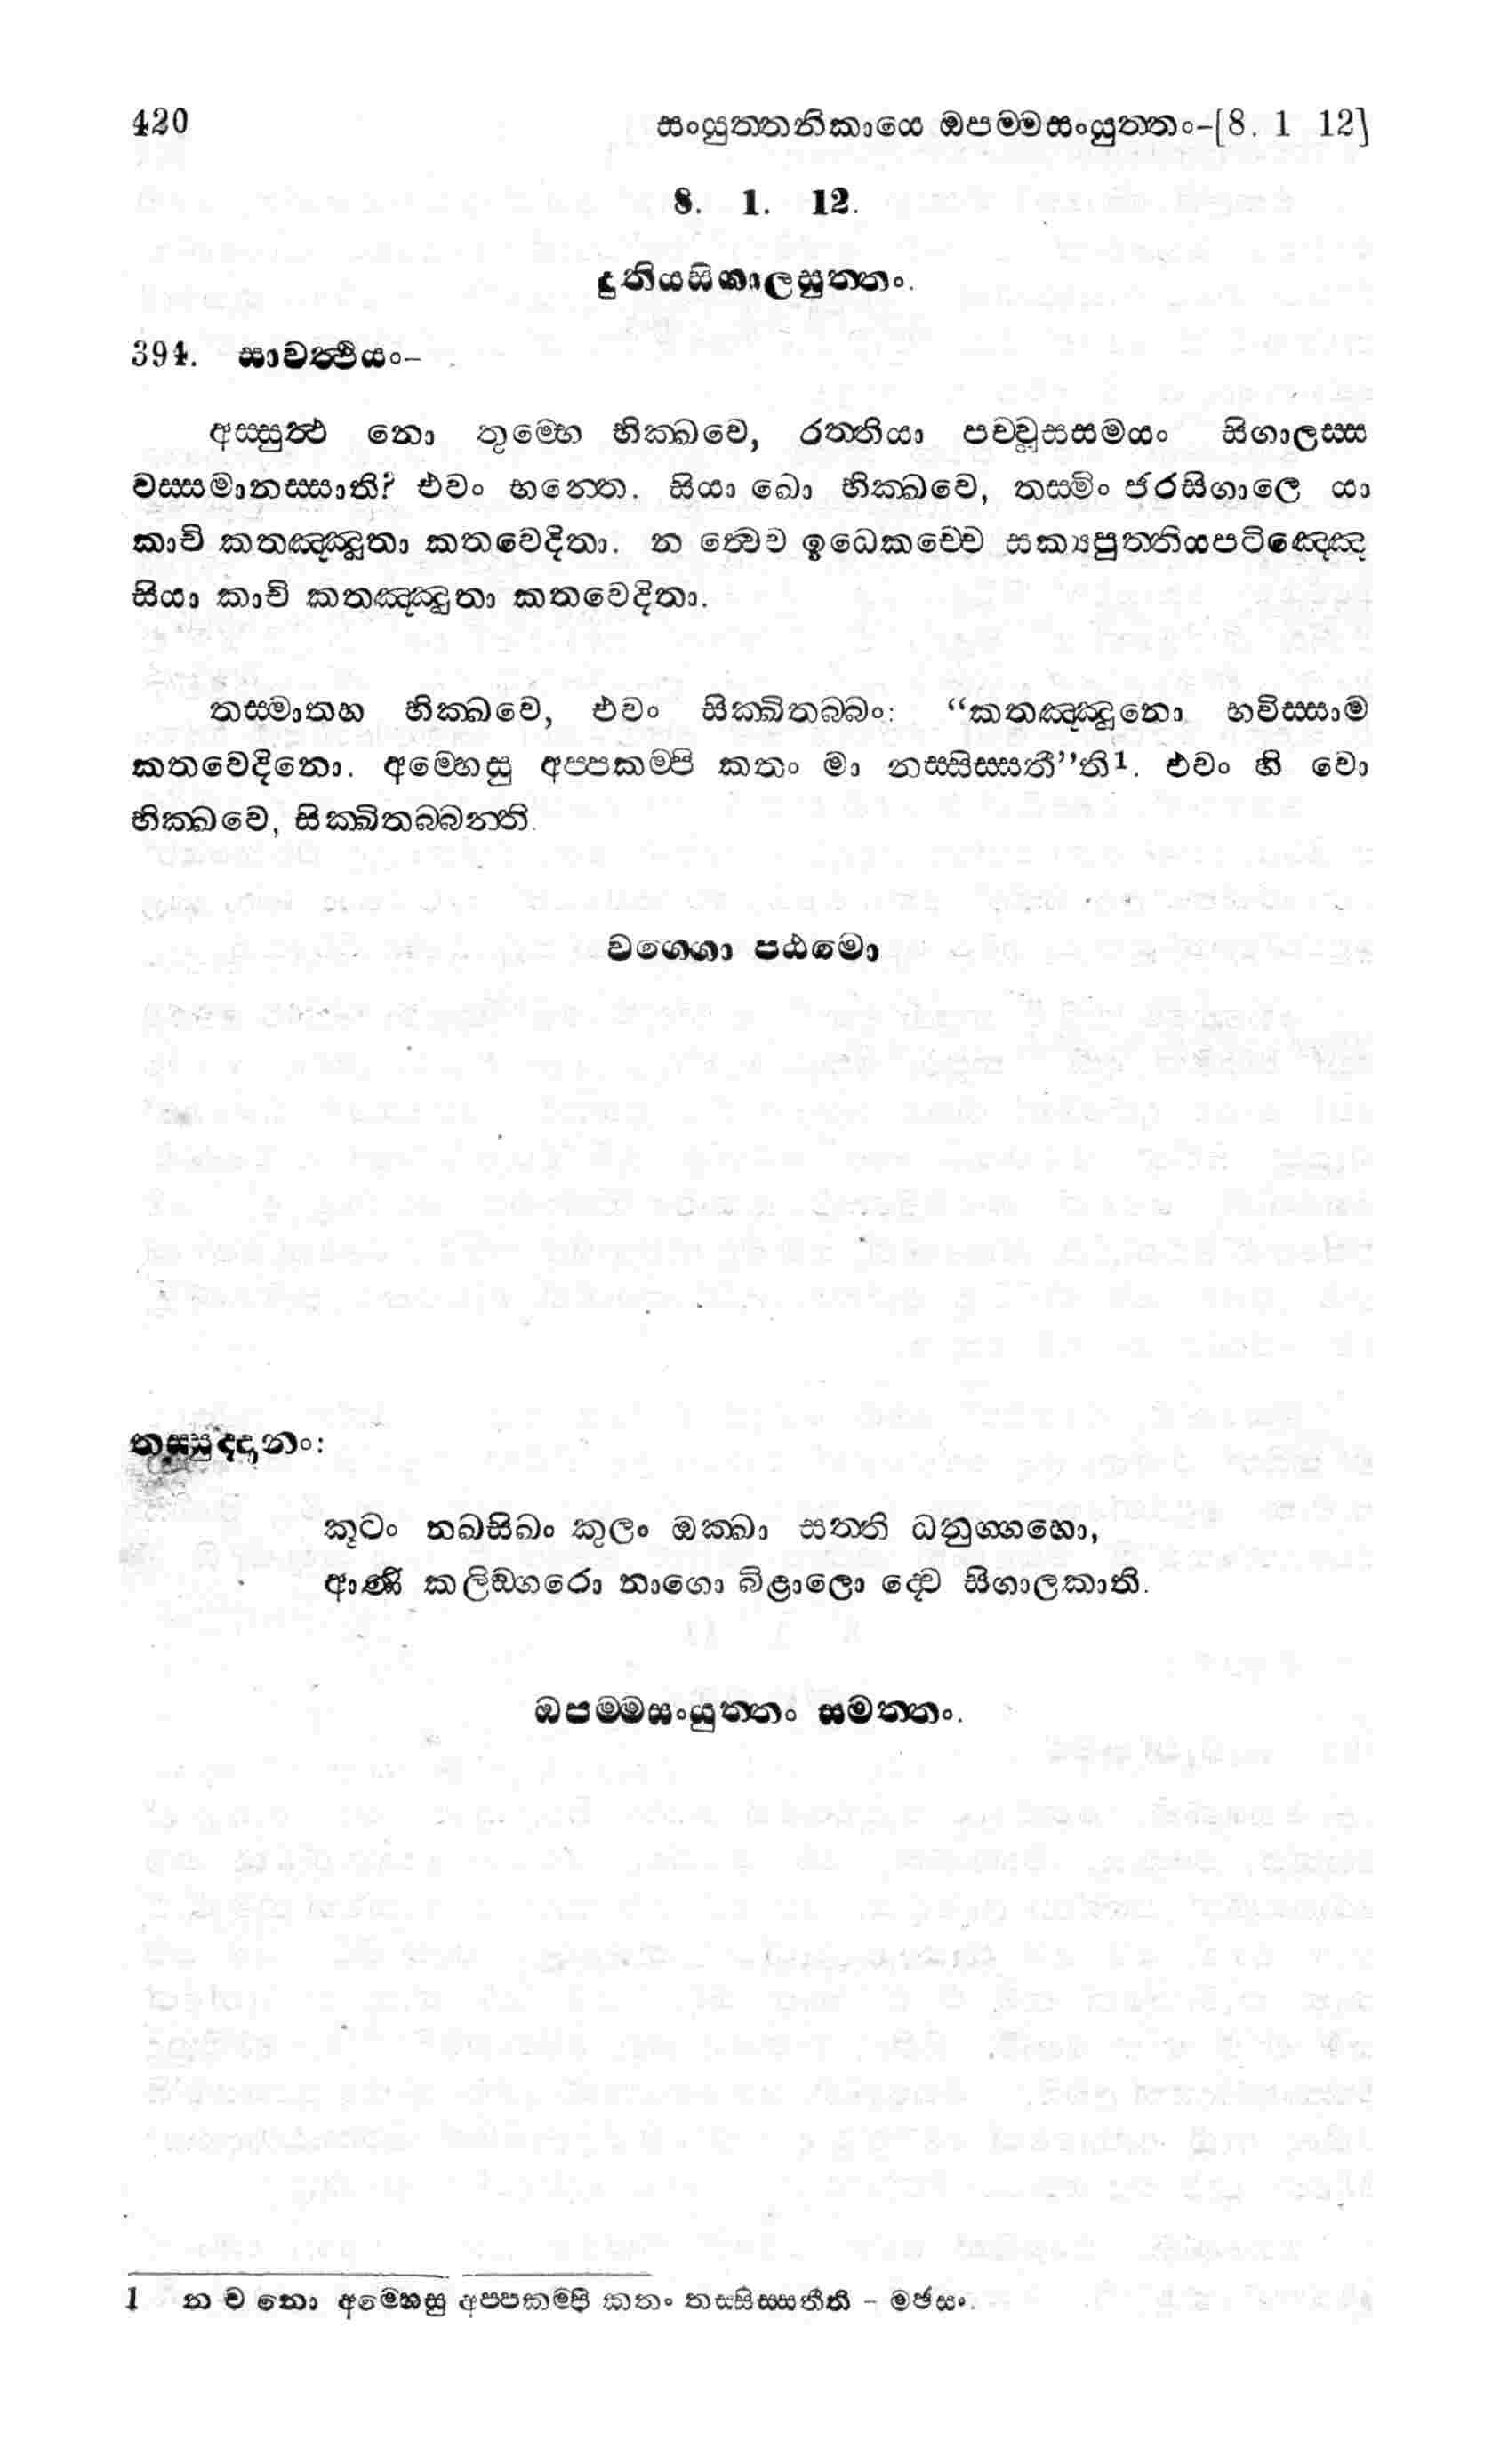 420 සංයුත්තනිකායෙ ඔපම්මසංයුත්තං-[8. 1 12]
8. 1. 12.
දුතියසිගාලසුත්තං.
394. සාවත්ථියං–
අස්සුත්ථ නො තුම්හෙ භික්ඛවෙ, රත්තියා පච්චූසසමයං සිගාලස්ස
වස්සමානස්සාති? එවං භන්තෙ. සියා ඛො භික්ඛවෙ, තස්මිං ජරසිගාලෙ යා
කාචි කතඤ්ඤුතා කතවෙදිතා. න ත්වෙව ඉධෙකච්චෙ සක්‍යපුත්තියපටිඤ්ඤෙ
සියා කාචි කතඤ්ඤුතා කතවෙදිතා.
තස්මාතිහ භික්ඛවෙ, එවං සික්ඛිතබ්බං: “කතඤ්ඤුනො භවිස්සාම
කතවෙදිනො. අම්හෙසු අප්පකම්පි කතං මා නස්සිස්සතී”ති1. එවං හි වො
භික්ඛවෙ, සික්ඛිතබ්බන්ති.
වග්ගො පඨමො
තස්සුද්දානං:
කූටං නඛසිඛං කුලං ඔක්ඛා සත්ති ධනුග්ගහො,
ආණි කලිඞ්ගරො නාගො බිළාලො ද්වෙ සිගාලකාති.
ඔපම්මසංයුත්තං සමත්තං.
1 න ච නො අම්හෙසු අප්පකම්පි කතං නස්සිස්සතීති – මජසං.